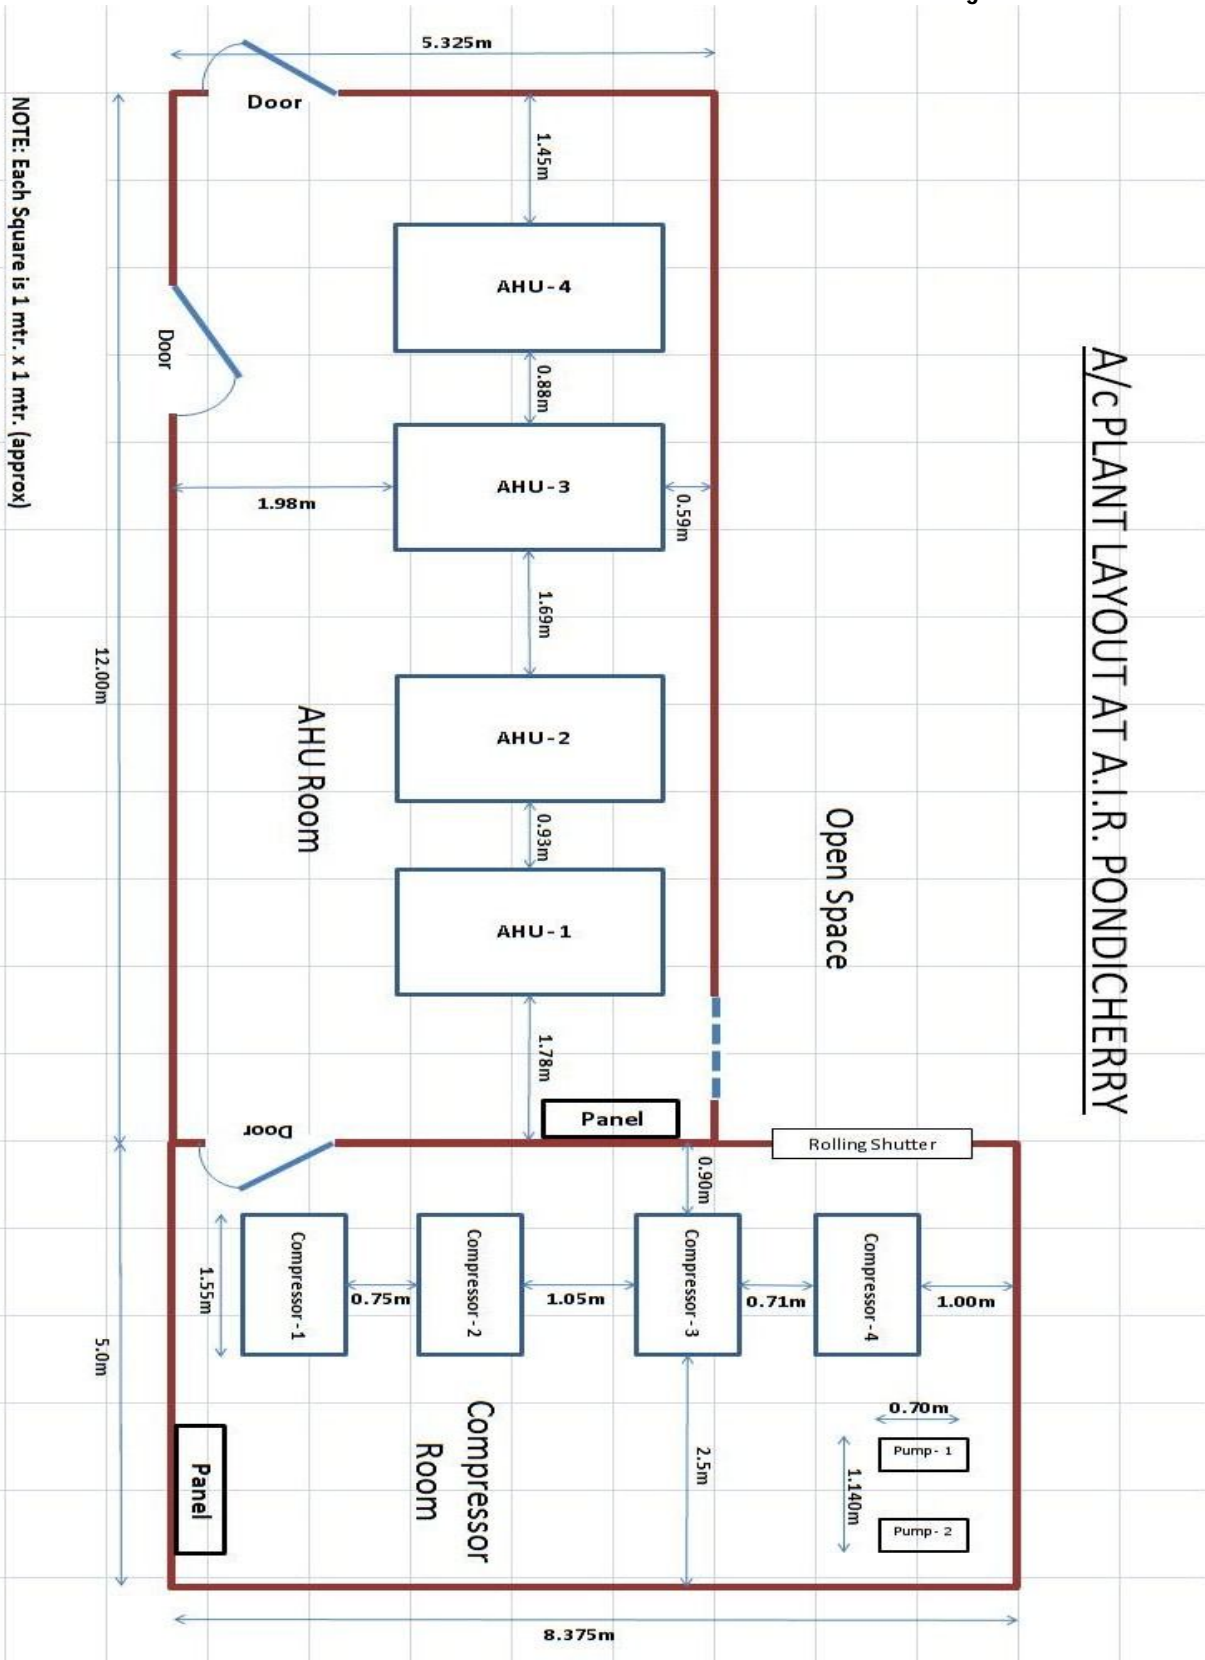 A/c PLANT LAYOUT AT A.I.R. PONDICHERRY
5.325m
Door
1.45m
AHU-4
0.88m
Door
AHU-3
1.98m
0.59m
1.69m
12.00m
AHU Room
AHU-2
0.93m
Open Space
AHU-1
1.78m
Panel
Door
Rolling Shutter
0.90m
Compressor-1
Compressor-2
Compressor-3
Compressor-4
1.55m
0.75m
1.05m
0.71m
1.00m
5.0m
Compressor
Room
2.5m
0.70m
Pump- 1
1.140m
Pump- 2
Panel
8.375m
NOTE: Each Square is 1 mtr. x 1 mtr. (approx)